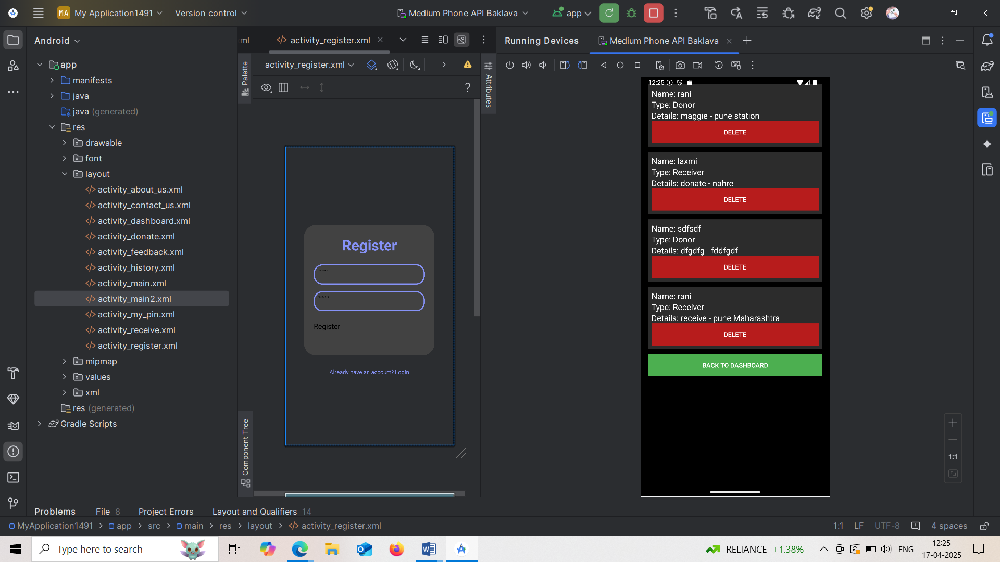 MA My Application1491 Version control Medium Phone API Baklava app
Android
app
manifests
java
java (generated)
res
drawable
font
layout
activity_about_us.xml
activity_contact_us.xml
activity_dashboard.xml
activity_donate.xml
activity_feedback.xml
activity_history.xml
activity_main.xml
activity_main2.xml
activity_my_pin.xml
activity_receive.xml
activity_register.xml
mipmap
values
xml
res (generated)
Gradle Scripts
ml activity_register.xml
Palette
activity_register.xml
?
Attributes
Register
Register
Already have an account? Login
Component Tree
Running Devices Medium Phone API Baklava
12:25
Name: rani
Type: Donor
Details: maggie - pune station
DELETE
Name: laxmi
Type: Receiver
Details: donate - nahre
DELETE
Name: sdfsdf
Type: Donor
Details: dfgdfg - fddfgdf
DELETE
Name: rani
Type: Receiver
Details: receive - pune Maharashtra
DELETE
BACK TO DASHBOARD
1:1
Problems File 8 Project Errors Layout and Qualifiers 14
MyApplication1491 > app > src > main > res > layout > activity_register.xml 1:1 LF UTF-8 4 spaces
Type here to search RELIANCE +1.38% ENG 12:25
17-04-2025